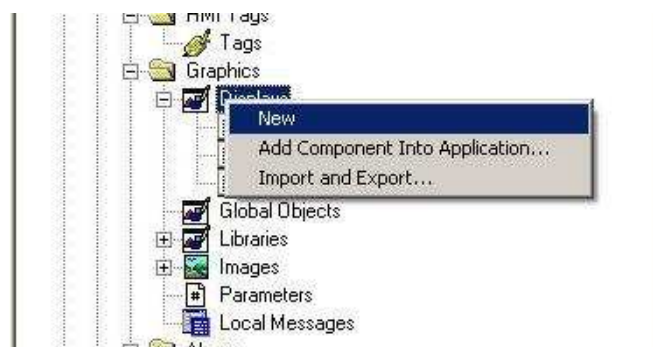 HMI Tags
Tags
Graphics
Displays
New
Add Component Into Application...
Import and Export...
Global Objects
Libraries
Images
Parameters
Local Messages